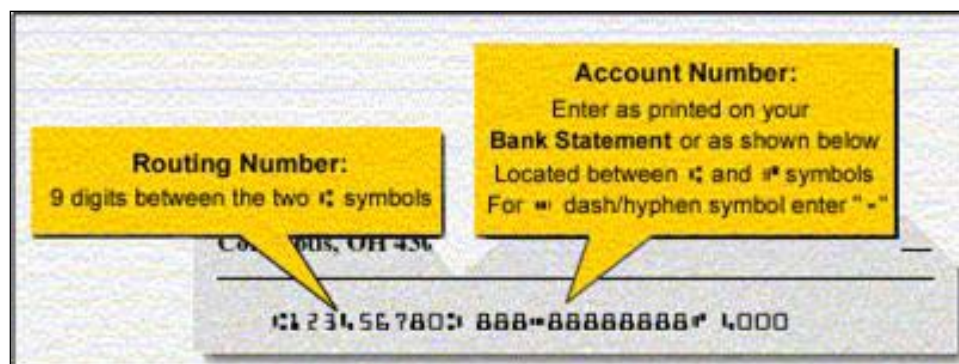 Account Number:
Enter as printed on your
Bank Statement or as shown below
Located between ⑆ and ⑈ symbols
For ⑉ dash/hyphen symbol enter "-"
Routing Number:
9 digits between the two ⑆ symbols
OH
⑆123456780⑆ 888⑉88888888⑈ 4000